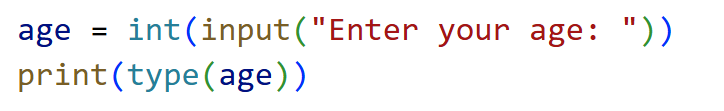 age = int(input("Enter your age: "))
print(type(age))